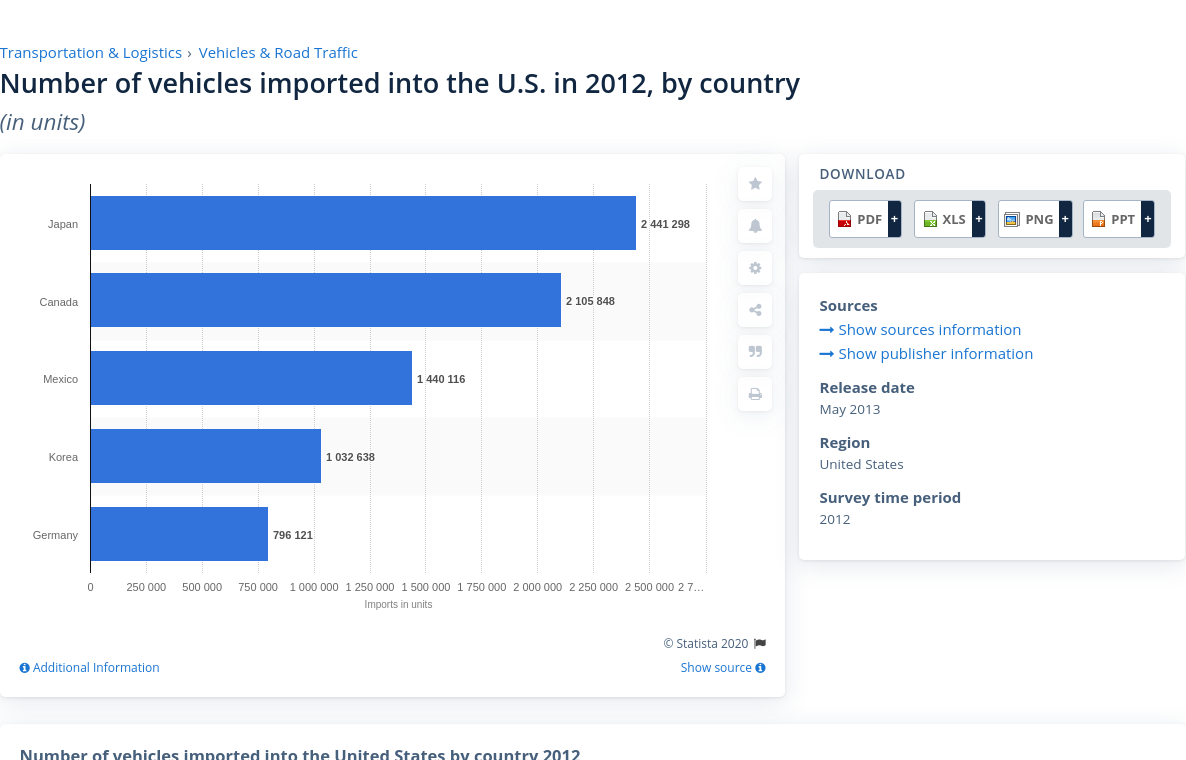 Transportation & Logistics › Vehicles & Road Traffic
Number of vehicles imported into the U.S. in 2012, by country
(in units)
Japan 2 441 298
Canada 2 105 848
Mexico 1 440 116
Korea 1 032 638
Germany 796 121
0 250 000 500 000 750 000 1 000 000 1 250 000 1 500 000 1 750 000 2 000 000 2 250 000 2 500 000 2 7…
Imports in units
© Statista 2020
Additional Information Show source
DOWNLOAD
PDF + XLS + PNG + PPT +
Sources
Show sources information
Show publisher information
Release date
May 2013
Region
United States
Survey time period
2012
Number of vehicles imported into the United States by country 2012